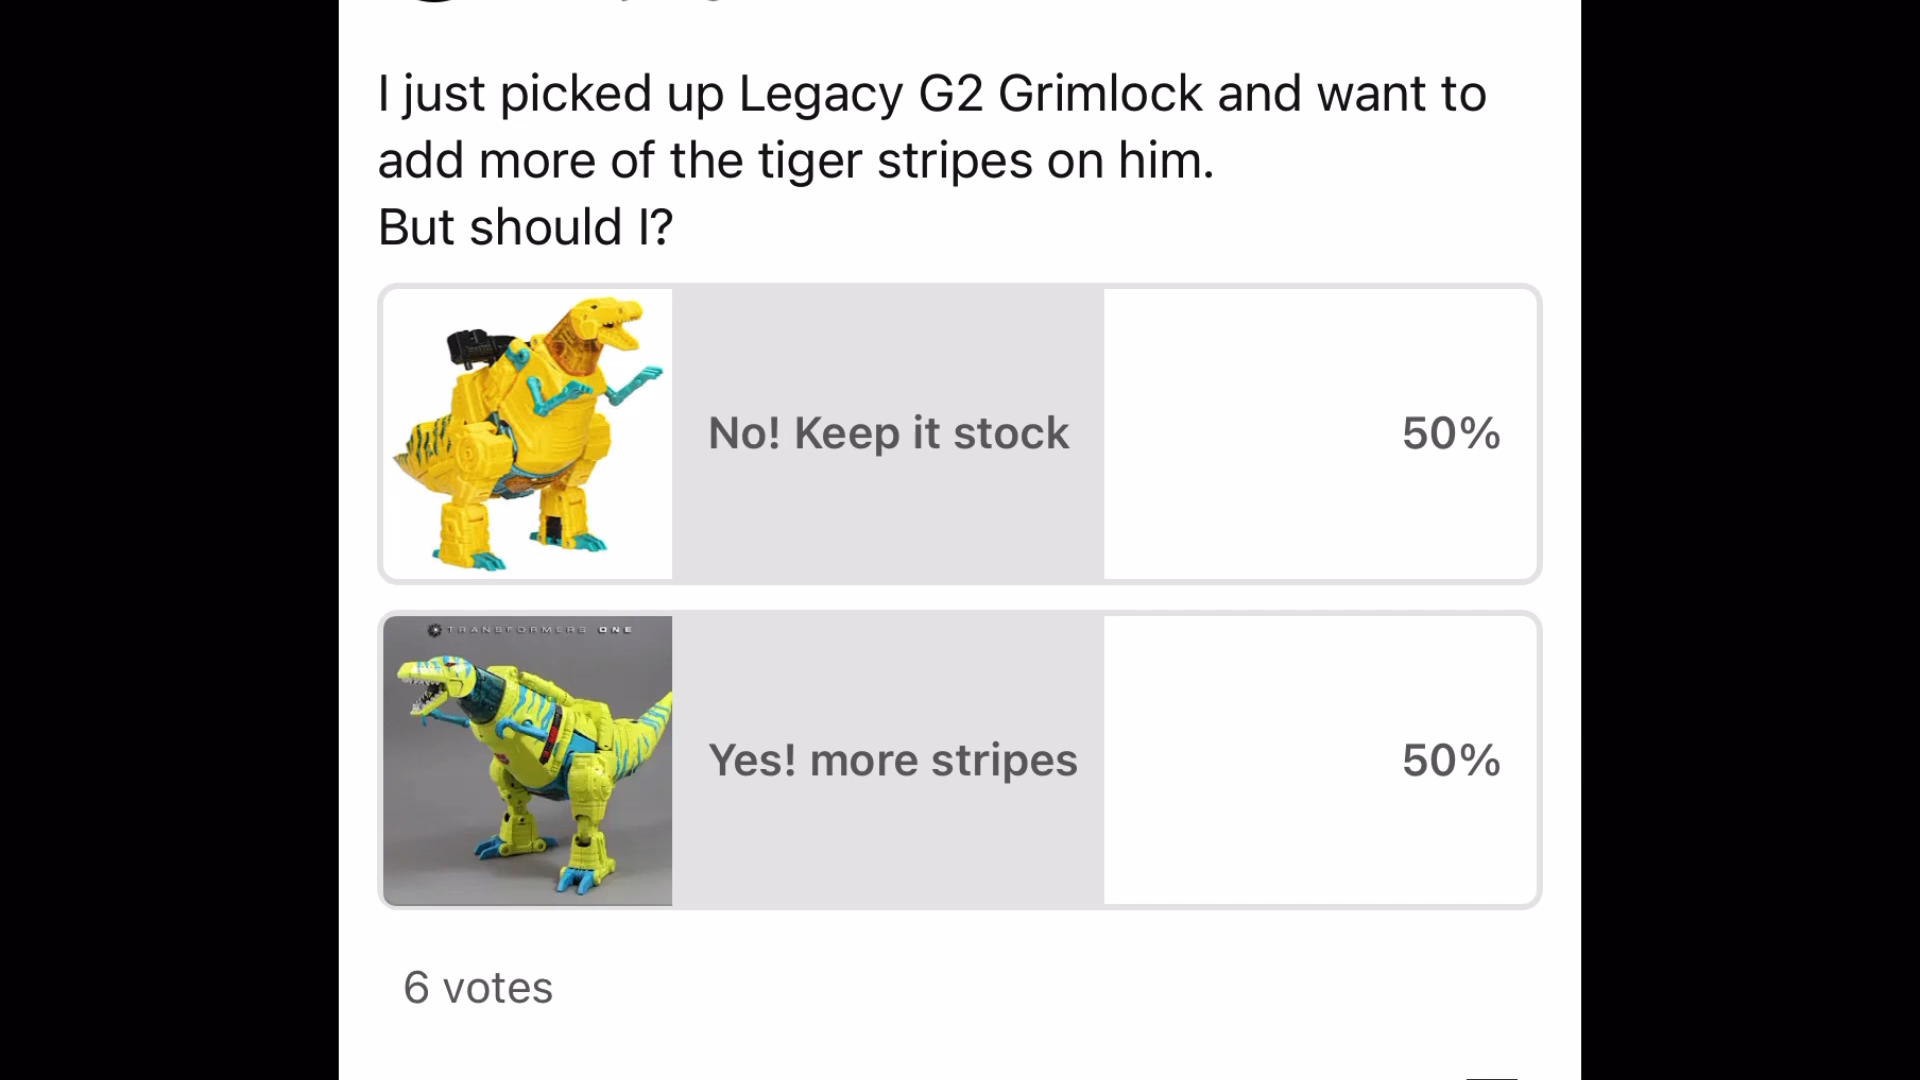 I just picked up Legacy G2 Grimlock and want to
add more of the tiger stripes on him.
But should I?
No! Keep it stock
50%
TRANSFORMERS ONE
Yes! more stripes
50%
6 votes